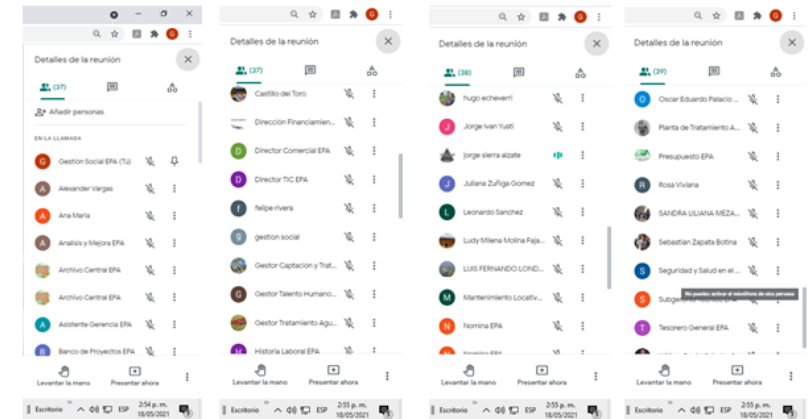 G
Detalles de la reunión
(37)
Añadir personas
EN LA LLAMADA
G Gestión Social EPA (Tú)
A Alexander Vargas
A Ana Maria
A Analisis y Mejora EPA
Archivo Central EPA
Archivo Central EPA
A Asistente Gerencia EPA
B Banco de Proyectos EPA
Levantar la mano Presentar ahora
Escritorio ESP 2:54 p. m.
18/05/2021
G
Detalles de la reunión
(37)
Castillo del Toro
Dirección Financiamien...
D Director Comercial EPA
D Director TIC EPA
f felipe rivera
g gestion social
Gestor Captación y Trat...
G Gestor Talento Humano...
Gestor Tratamiento Agu...
H Historia Laboral EPA
Levantar la mano Presentar ahora
Escritorio ESP 2:55 p. m.
18/05/2021
G
Detalles de la reunión
(38)
hugo echeverri
J Jorge Ivan Yusti
jorge sierra alzate
J Juliana Zuñiga Gomez
L Leonardo Sanchez
Ludy Milena Molina Faja...
LUIS FERNANDO LOND...
M Mantenimiento Locativ...
N Nomina EPA
N Nomina EPA
Levantar la mano Presentar ahora
Escritorio ESP 2:55 p. m.
18/05/2021
G
Detalles de la reunión
(39)
O Oscar Eduardo Palacio ...
Planta de Tratamiento A...
Presupuesto EPA
R Rosa Viviana
SANDRA LILIANA MEZA...
Sebastian Zapata Botina
S Seguridad y Salud en el ...
No puedes activar el micrófono de otra persona
S
T Tesorero General EPA
Levantar la mano Presentar ahora
Escritorio ESP 2:55 p. m.
18/05/2021